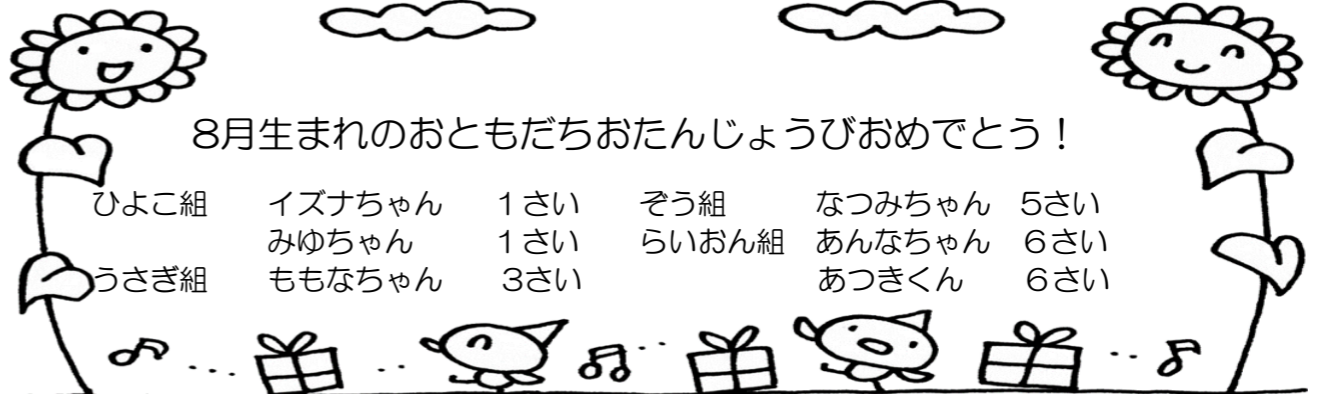 8月生まれのおともだちおたんじょうびおめでとう！
ひよこ組 イズナちゃん 1さい ぞう組 なつみちゃん 5さい
みゆちゃん 1さい らいおん組 あんなちゃん 6さい
うさぎ組 ももなちゃん 3さい あつきくん 6さい